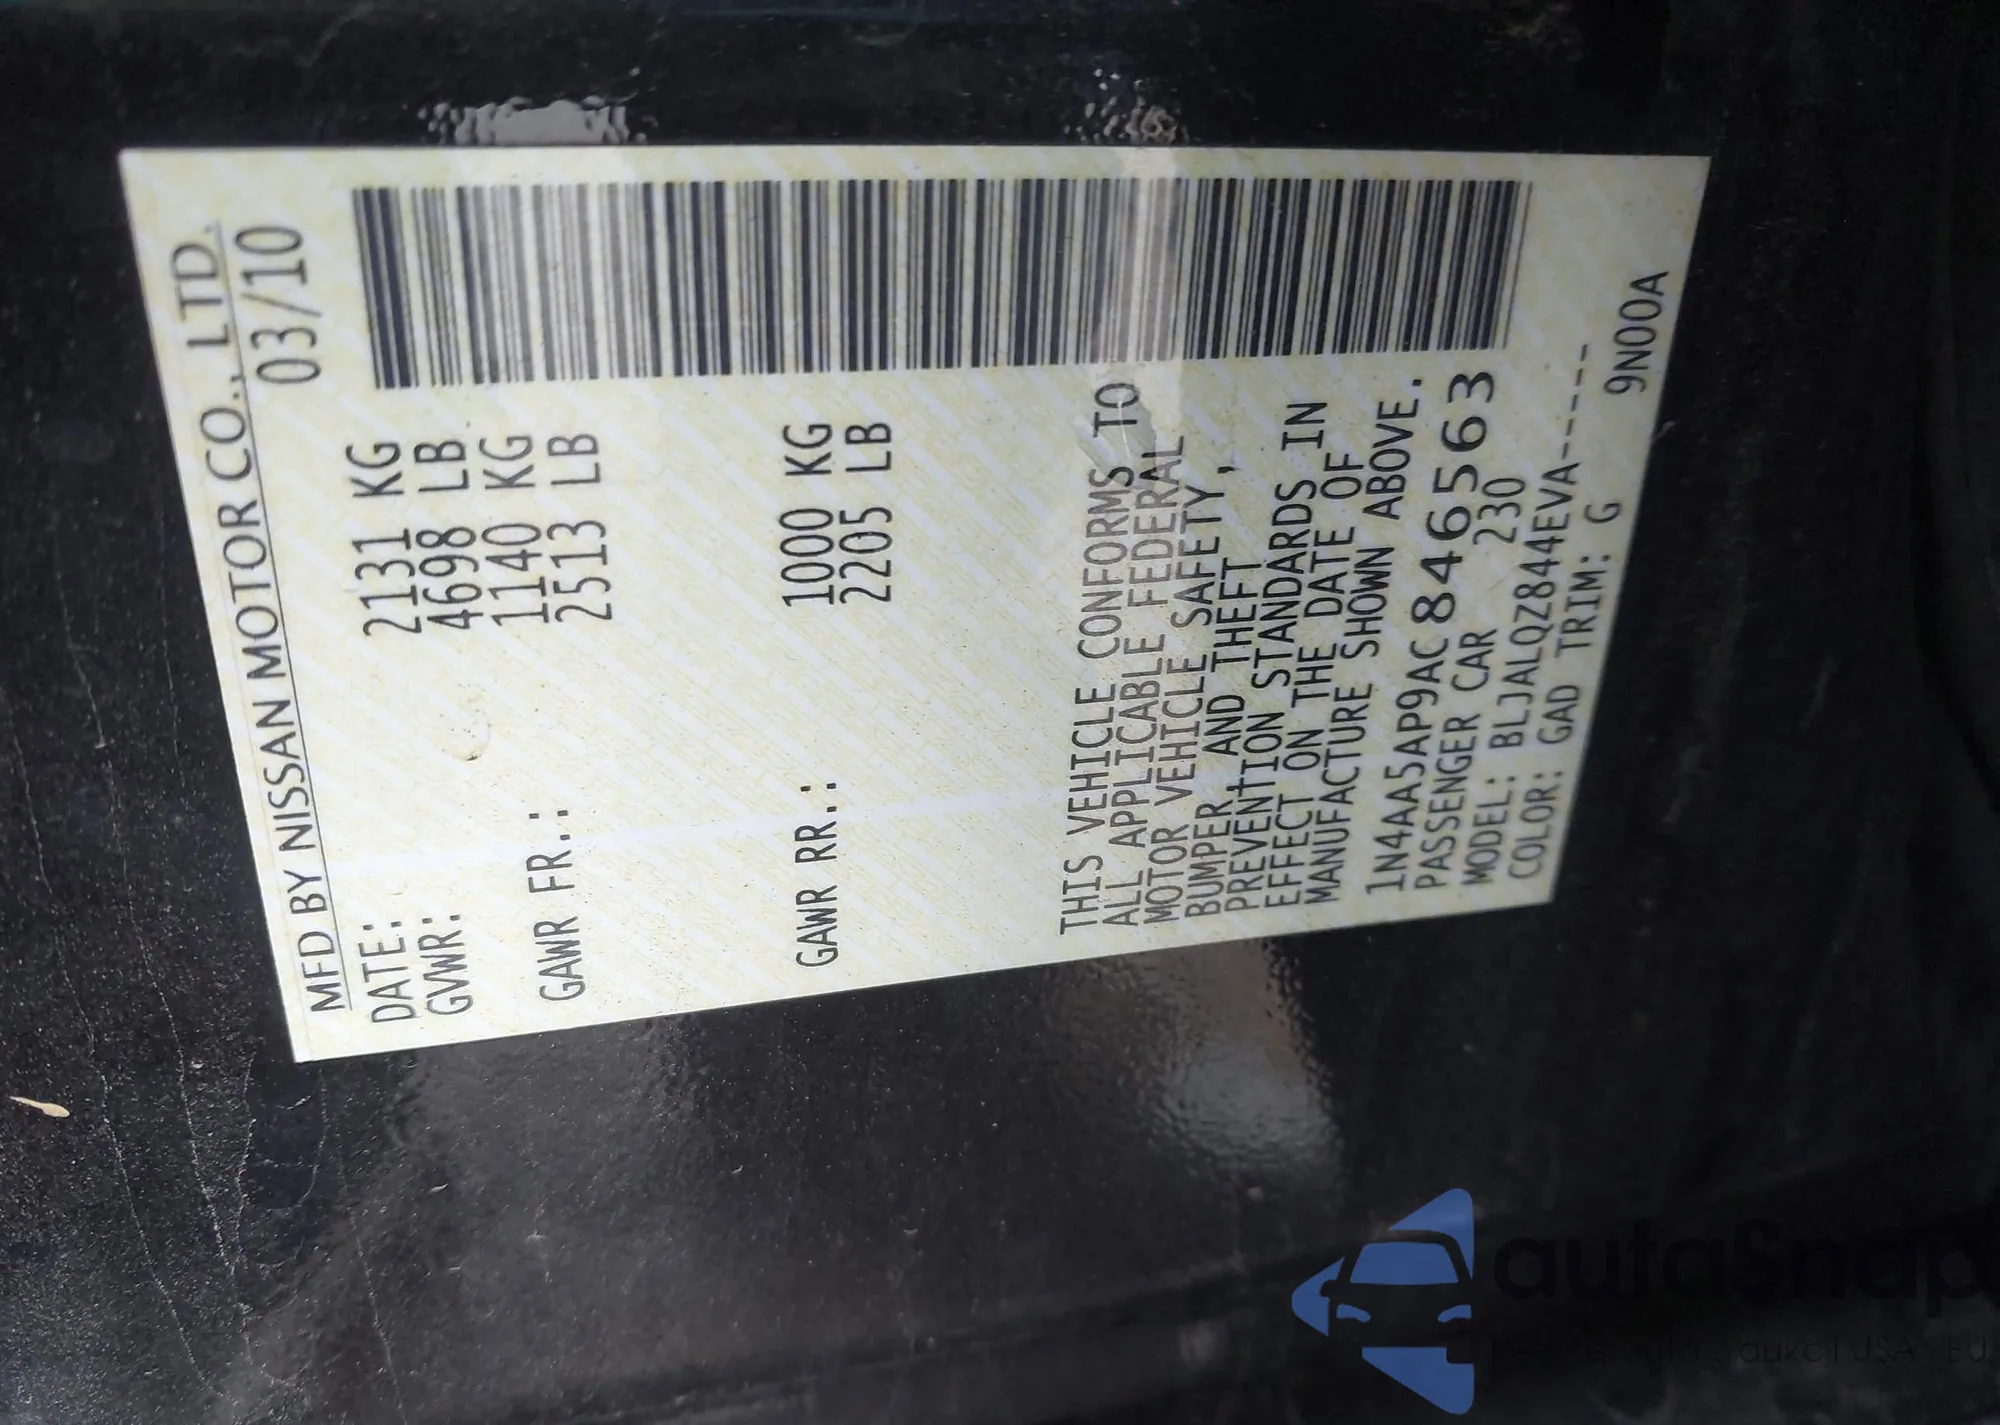 MFD BY NISSAN MOTOR CO., LTD.
DATE: 03/10
GVWR: 2131 KG
4698 LB
GAWR FR.: 1140 KG
2513 LB
GAWR RR.: 1000 KG
2205 LB
THIS VEHICLE CONFORMS TO
ALL APPLICABLE FEDERAL
MOTOR VEHICLE SAFETY,
BUMPER AND THEFT
PREVENTION STANDARDS IN
EFFECT ON THE DATE OF
MANUFACTURE SHOWN ABOVE.
1N4AA5AP9AC846563
PASSENGER CAR 230
MODEL: BLJALQZ844EVA------
COLOR: GAD TRIM: G 9N00A
autoSnap
aukcji USA